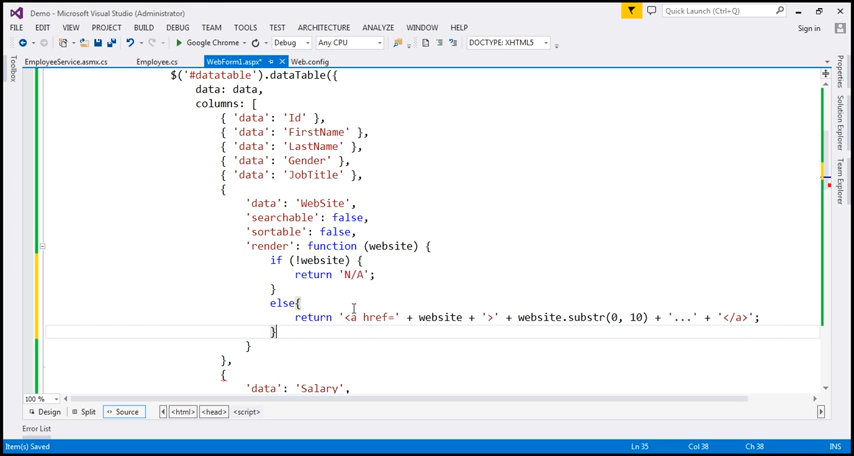 Demo - Microsoft Visual Studio (Administrator)
Quick Launch (Ctrl+Q)
FILE EDIT VIEW PROJECT BUILD DEBUG TEAM TOOLS TEST ARCHITECTURE ANALYZE WINDOW HELP
Sign in
Google Chrome Debug Any CPU DOCTYPE: XHTML5
EmployeeService.asmx.cs Employee.cs WebForm1.aspx* Web.config
Toolbox
$('#datatable').dataTable({
data: data,
columns: [
{ 'data': 'Id' },
{ 'data': 'FirstName' },
{ 'data': 'LastName' },
{ 'data': 'Gender' },
{ 'data': 'JobTitle' },
{
'data': 'WebSite',
'searchable': false,
'sortable': false,
'render': function (website) {
if (!website) {
return 'N/A';
}
else{
return '<a href=' + website + '>' + website.substr(0, 10) + '...' + '</a>';
}
}
},
{
'data': 'Salary',
Properties
Solution Explorer
Team Explorer
100 %
Design Split Source <html> <head> <script>
Error List
Item(s) Saved Ln 35 Col 38 Ch 38 INS